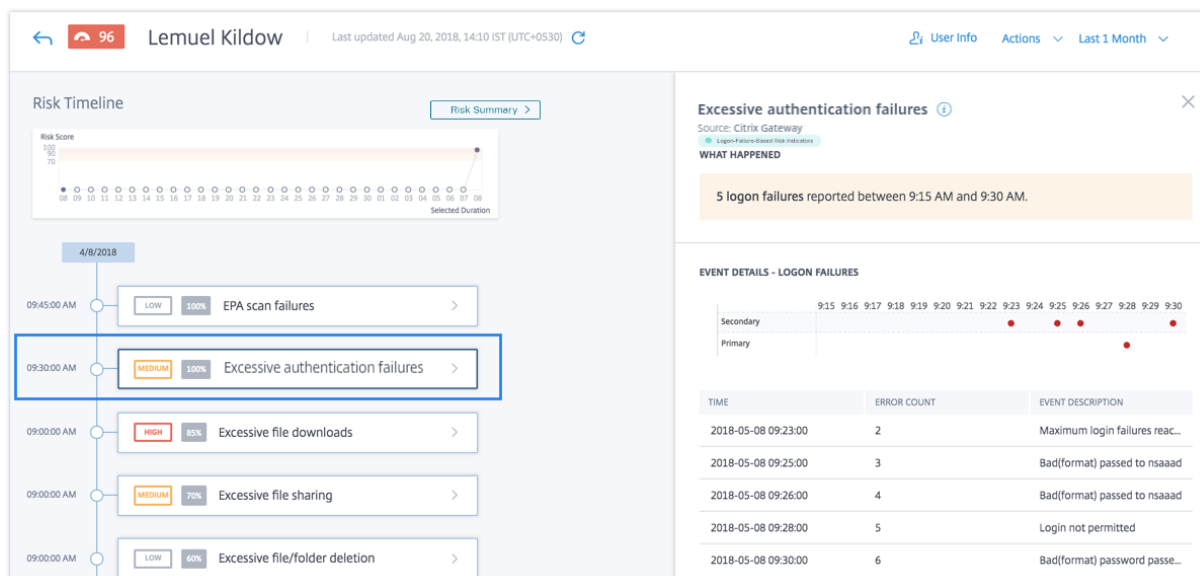 96 Lemuel Kildow Last updated Aug 20, 2018, 14:10 IST (UTC+0530) User Info Actions Last 1 Month
Risk Timeline
Risk Summary >
Risk Score
100
90
70
08 09 10 11 12 13 14 15 16 17 18 19 20 21 22 23 24 25 26 27 28 29 30 01 02 03 04 05 06 07 08
Selected Duration
4/8/2018
09:45:00 AM LOW 100% EPA scan failures
09:30:00 AM MEDIUM 100% Excessive authentication failures
09:00:00 AM HIGH 85% Excessive file downloads
09:00:00 AM MEDIUM 70% Excessive file sharing
09:00:00 AM LOW 60% Excessive file/folder deletion
Excessive authentication failures
Source: Citrix Gateway
Logon-Failure-Based Risk Indicators
WHAT HAPPENED
5 logon failures reported between 9:15 AM and 9:30 AM.
EVENT DETAILS - LOGON FAILURES
9:15 9:16 9:17 9:18 9:19 9:20 9:21 9:22 9:23 9:24 9:25 9:26 9:27 9:28 9:29 9:30
Secondary
Primary
TIME ERROR COUNT EVENT DESCRIPTION
2018-05-08 09:23:00 2 Maximum login failures reac...
2018-05-08 09:25:00 3 Bad(format) passed to nsaaad
2018-05-08 09:26:00 4 Bad(format) passed to nsaaad
2018-05-08 09:28:00 5 Login not permitted
2018-05-08 09:30:00 6 Bad(format) password passe...